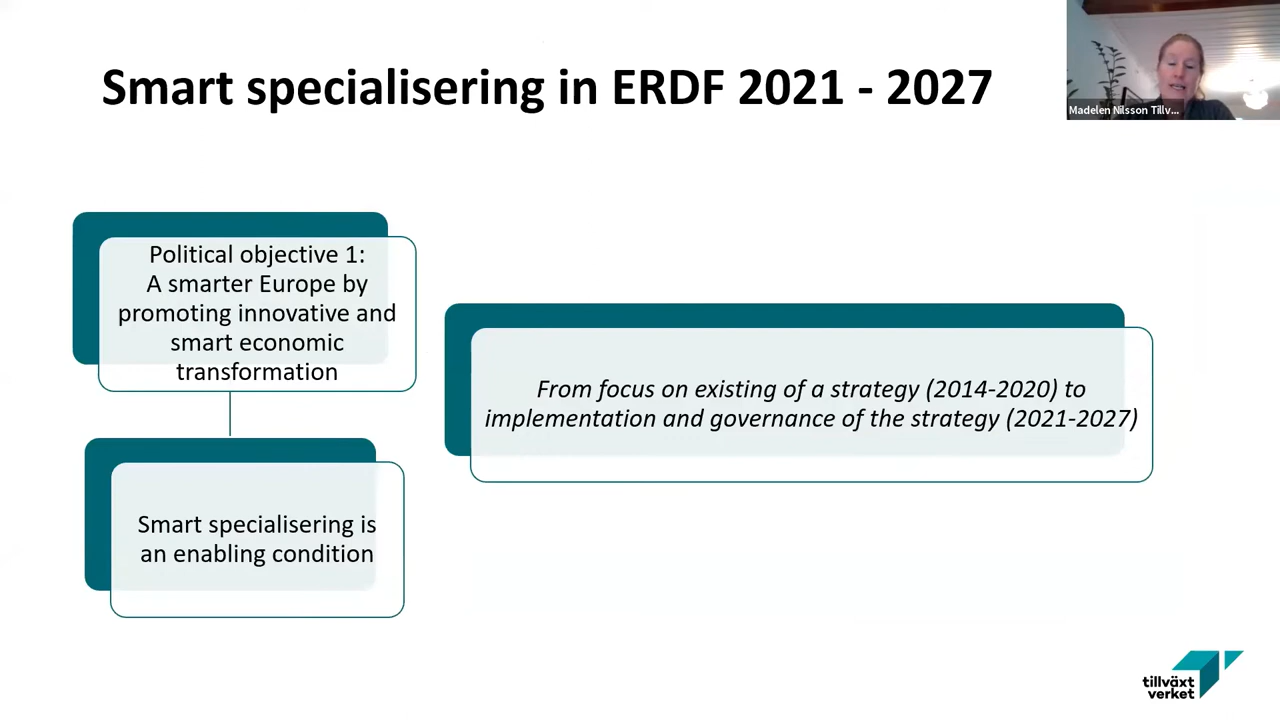 Smart specialisering in ERDF 2021 - 2027
Madelen Nilsson Tillv...
Political objective 1:
A smarter Europe by
promoting innovative and
smart economic
transformation
From focus on existing of a strategy (2014-2020) to
implementation and governance of the strategy (2021-2027)
Smart specialisering is
an enabling condition
tillväxt
verket